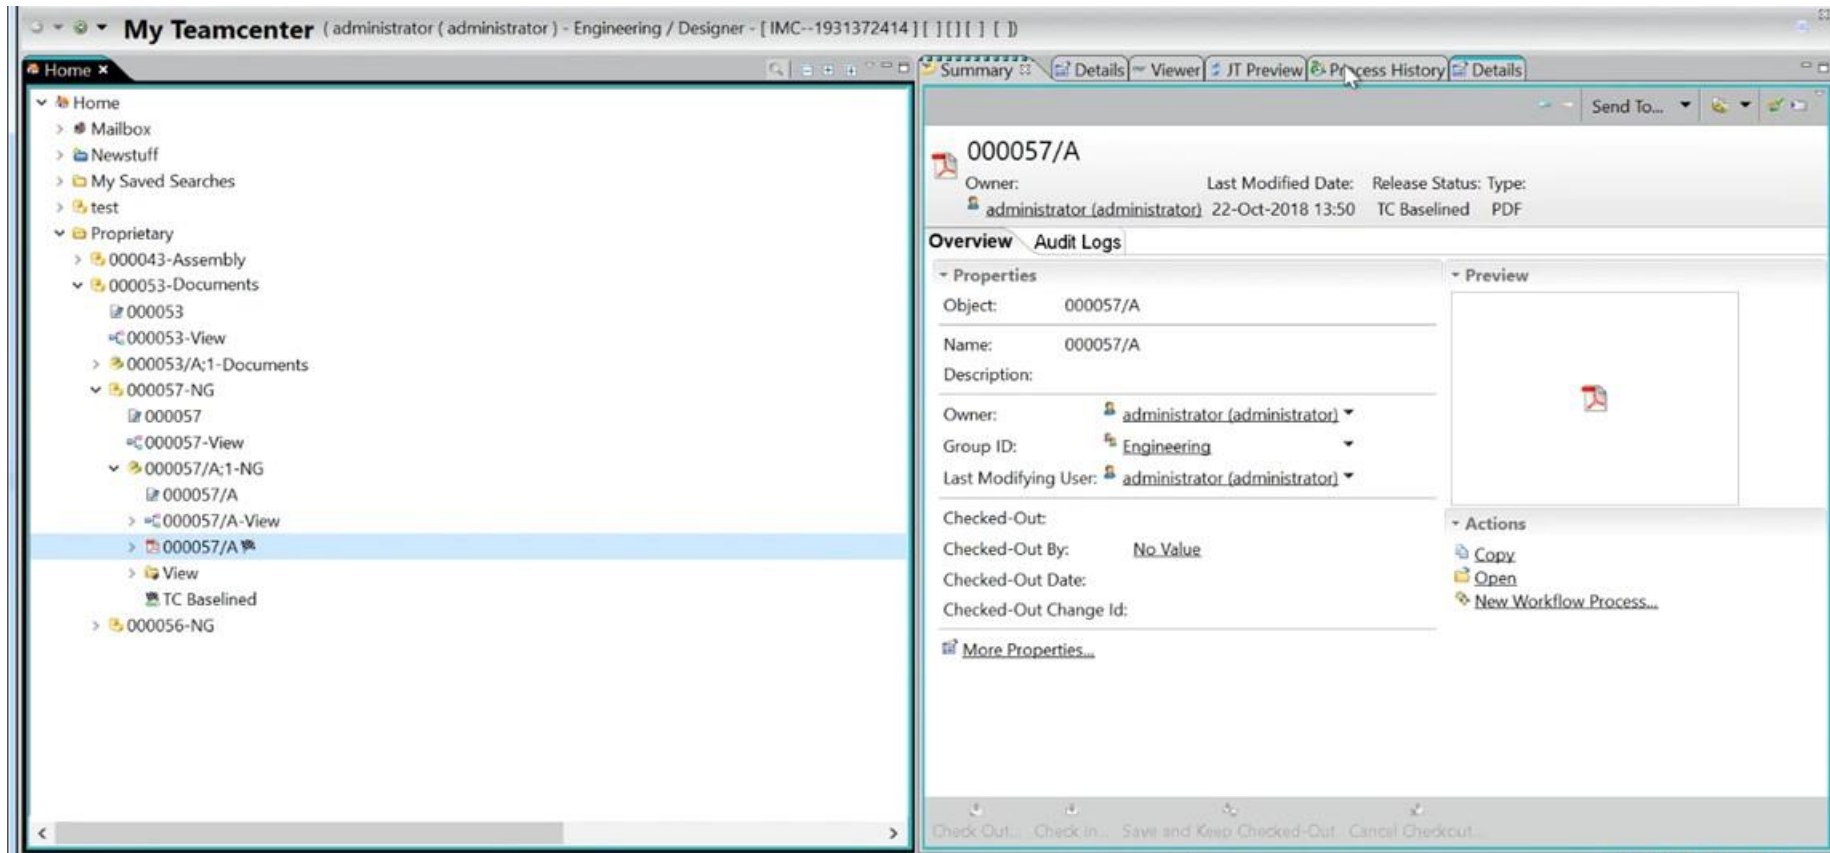 My Teamcenter ( administrator ( administrator ) - Engineering / Designer - [ IMC--1931372414 ] [ ] [ ] [ ] [ ])
Home
Home
Mailbox
Newstuff
My Saved Searches
test
Proprietary
000043-Assembly
000053-Documents
000053
000053-View
000053/A;1-Documents
000057-NG
000057
000057-View
000057/A;1-NG
000057/A
000057/A-View
000057/A
View
TC Baselined
000056-NG
Summary Details Viewer JT Preview Process History Details
Send To...
000057/A
Owner: Last Modified Date: Release Status: Type:
administrator (administrator) 22-Oct-2018 13:50 TC Baselined PDF
Overview Audit Logs
Properties
Object: 000057/A
Name: 000057/A
Description:
Owner: administrator (administrator)
Group ID: Engineering
Last Modifying User: administrator (administrator)
Checked-Out:
Checked-Out By: No Value
Checked-Out Date:
Checked-Out Change Id:
More Properties...
Preview
Actions
Copy
Open
New Workflow Process...
Check Out... Check In... Save and Keep Checked-Out Cancel Checkout...